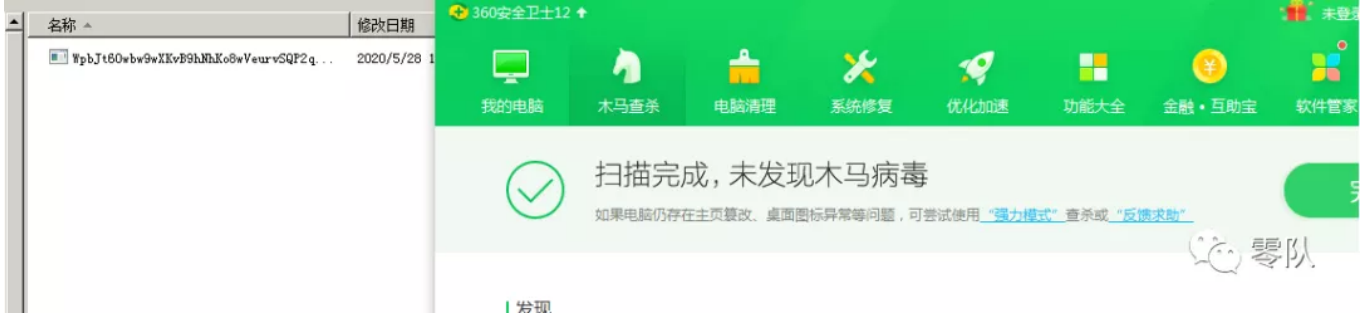 名称
修改日期
WpbJt6Owbw9wXKvB9hNhKo8wVeurvSQP2q...
2020/5/28 1
360安全卫士12
未登
我的电脑
木马查杀
电脑清理
系统修复
优化加速
功能大全
金融·互助宝
软件管家
扫描完成,未发现木马病毒
如果电脑仍存在主页篡改、桌面图标异常等问题,可尝试使用“强力模式”查杀或“反馈求助”
零队
发现